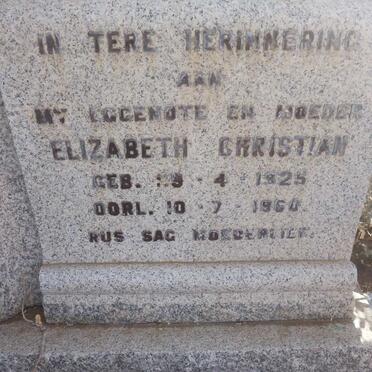 IN TERE HERINNERING
AAN
MY EGGENOTE EN MOEDER
ELIZABETH CHRISTIAN
GEB. 19 - 4 - 1925
OORL. 10 - 7 - 1960
RUS SAG MOEDERLIEF.